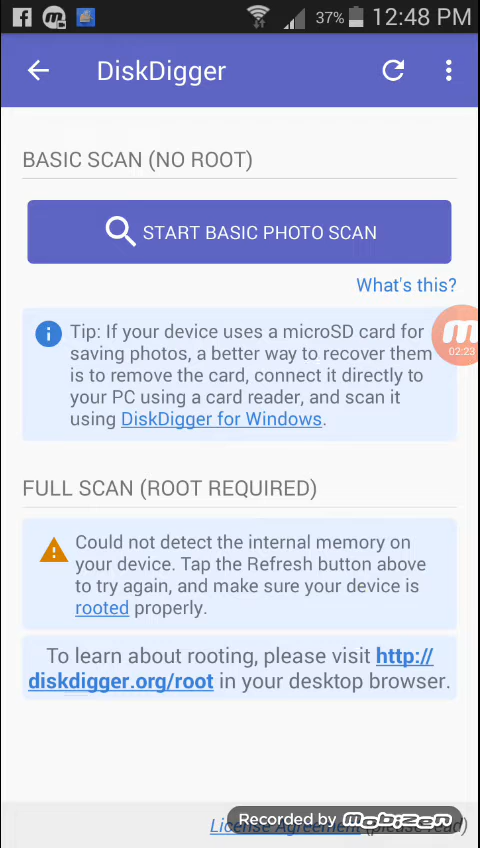 37% 12:48 PM
DiskDigger
BASIC SCAN (NO ROOT)
START BASIC PHOTO SCAN
What's this?
Tip: If your device uses a microSD card for
saving photos, a better way to recover them
is to remove the card, connect it directly to
your PC using a card reader, and scan it
using DiskDigger for Windows.
02:23
FULL SCAN (ROOT REQUIRED)
Could not detect the internal memory on
your device. Tap the Refresh button above
to try again, and make sure your device is
rooted properly.
To learn about rooting, please visit http://
diskdigger.org/root in your desktop browser.
License Agreement (please read)
Recorded by Mobizen